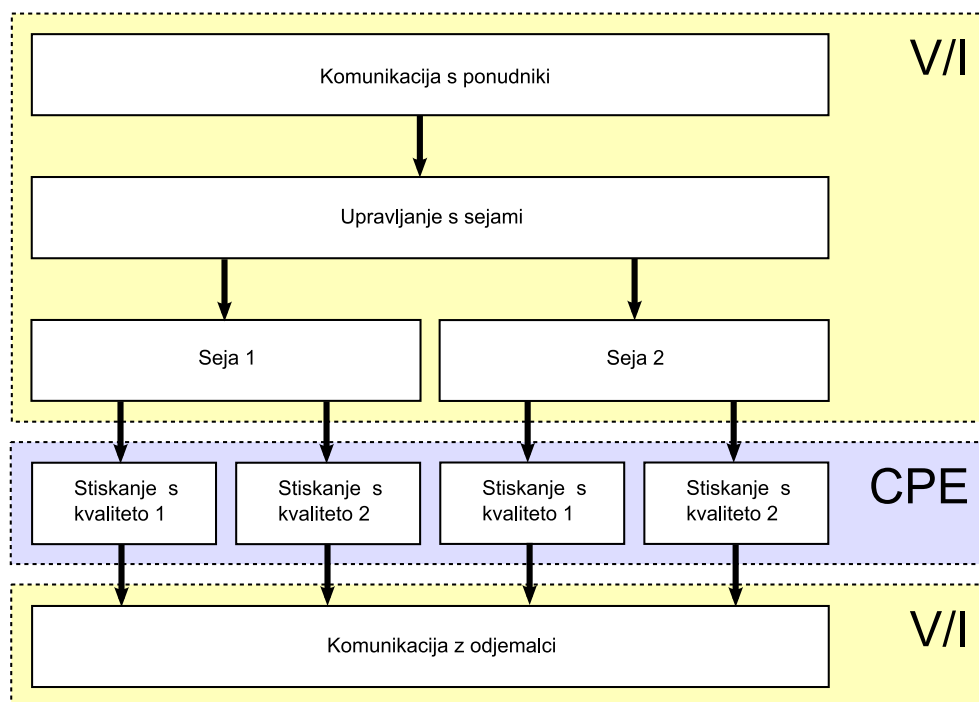 V/I
Komunikacija s ponudniki
Upravljanje s sejami
Seja 1
Seja 2
CPE
Stiskanje s
kvaliteto 1
Stiskanje s
kvaliteto 2
Stiskanje s
kvaliteto 1
Stiskanje s
kvaliteto 2
V/I
Komunikacija z odjemalci